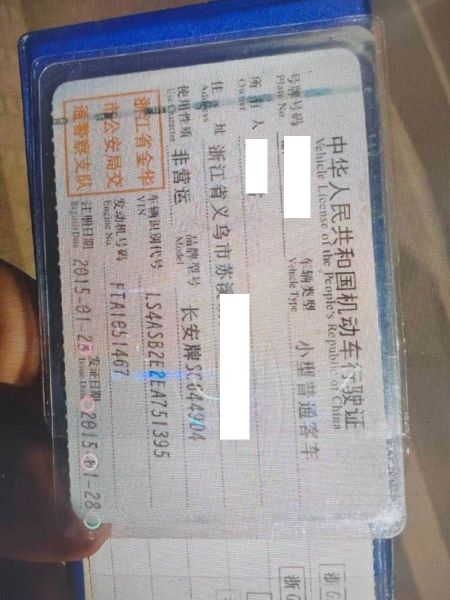 中华人民共和国机动车行驶证
Vehicle License of the People's Republic of China
号牌号码
Plate No.
车辆类型 小型普通客车
Vehicle Type
所有人
Owner
住 址 浙江省义乌市苏溪
Address
使用性质 非营运
Use Character
品牌型号 长安牌SC6449D4
Model
浙江省金华
市公安局交
通警察支队
车辆识别代号 LS4ASB2E2EA751395
VIN
发动机号码 FTA1031467
Engine No.
注册日期 2015-01-28
Register Date
发证日期 2015-01-28
Issue Date
浙G
浙G